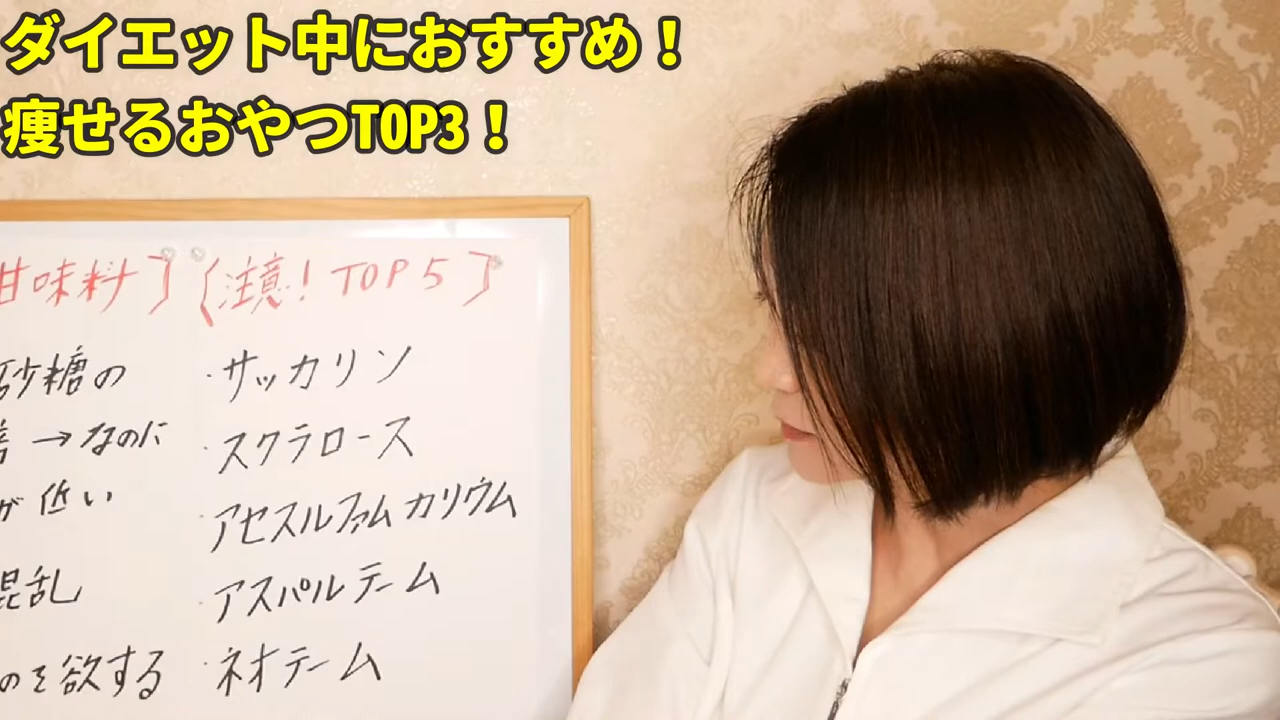 ダイエット中におすすめ!
痩せるおやつTOP3!
甘味料】
砂糖の
倍→なのに
が低い
混乱
のを欲する
【注意!TOP5】
・サッカリン
・スクラロース
・アセスルファムカリウム
・アスパルテーム
・ネオテーム